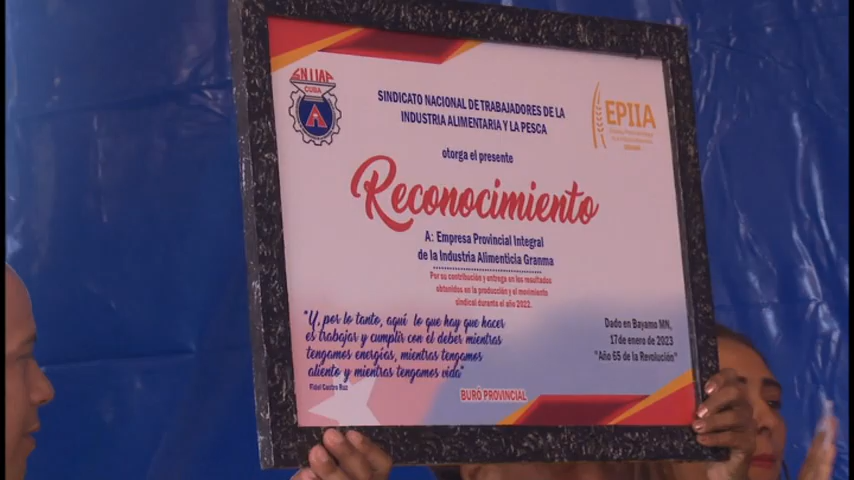 SNTIAP
CUBA
EPIIA
SINDICATO NACIONAL DE TRABAJADORES DE LA
INDUSTRIA ALIMENTARIA Y LA PESCA
otorga el presente
Reconocimiento
A: Empresa Provincial Integral
de la Industria Alimenticia Granma
Por su contribución y entrega en los resultados
obtenidos en la producción y el movimiento
sindical durante el año 2022.
"Y, por lo tanto, aquí lo que hay que hacer
es trabajar y cumplir con el deber mientras
tengamos energías, mientras tengamos
aliento y mientras tengamos vida"
Fidel Castro Ruz
Dado en Bayamo MN,
17de enero de 2023
"Año 65 de la Revolución"
BURÓ PROVINCIAL